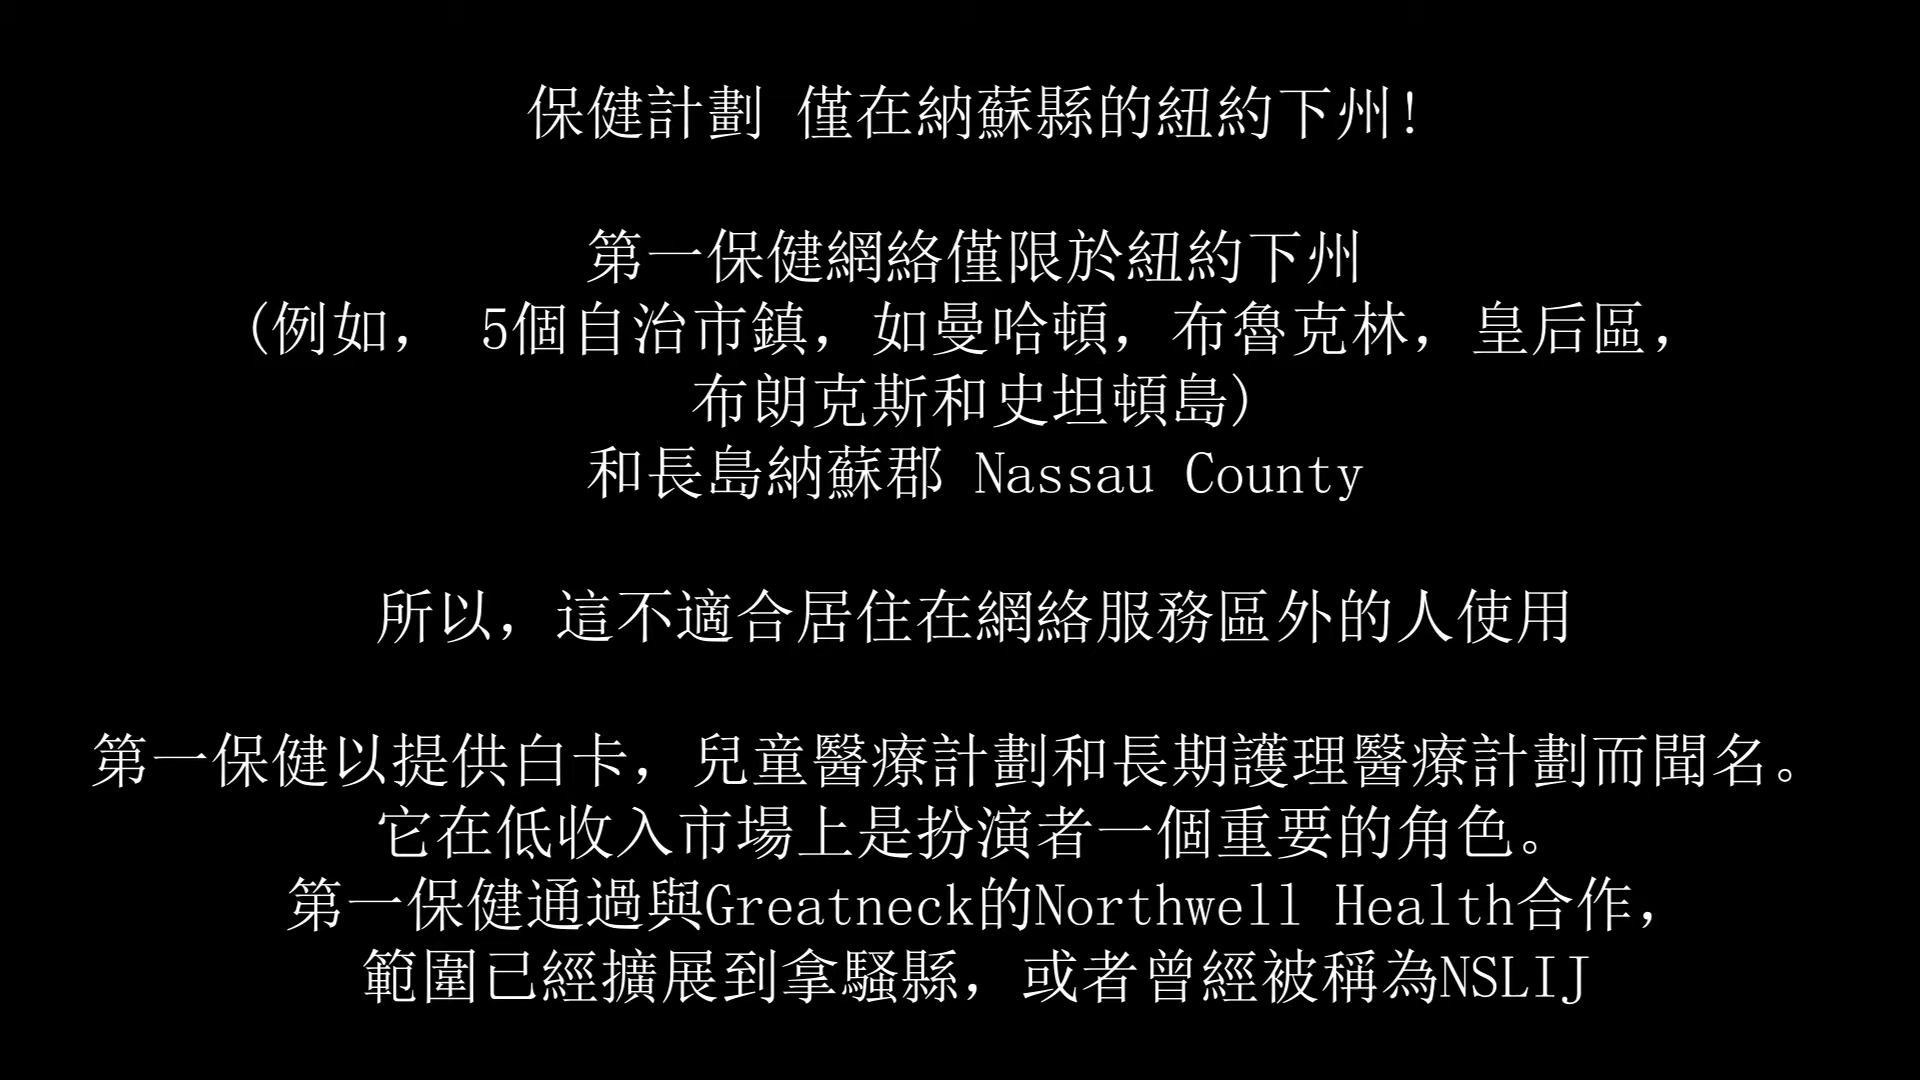 保健計劃 僅在納蘇縣的紐約下州!
第一保健網絡僅限於紐約下州
(例如， 5個自治市鎮，如曼哈頓，布魯克林，皇后區，
布朗克斯和史坦頓島)
和長島納蘇郡 Nassau County
所以，這不適合居住在網絡服務區外的人使用
第一保健以提供白卡，兒童醫療計劃和長期護理醫療計劃而聞名。
它在低收入市場上是扮演者一個重要的角色。
第一保健通過與Greatneck的Northwell Health合作，
範圍已經擴展到拿騷縣，或者曾經被稱為NSLIJ